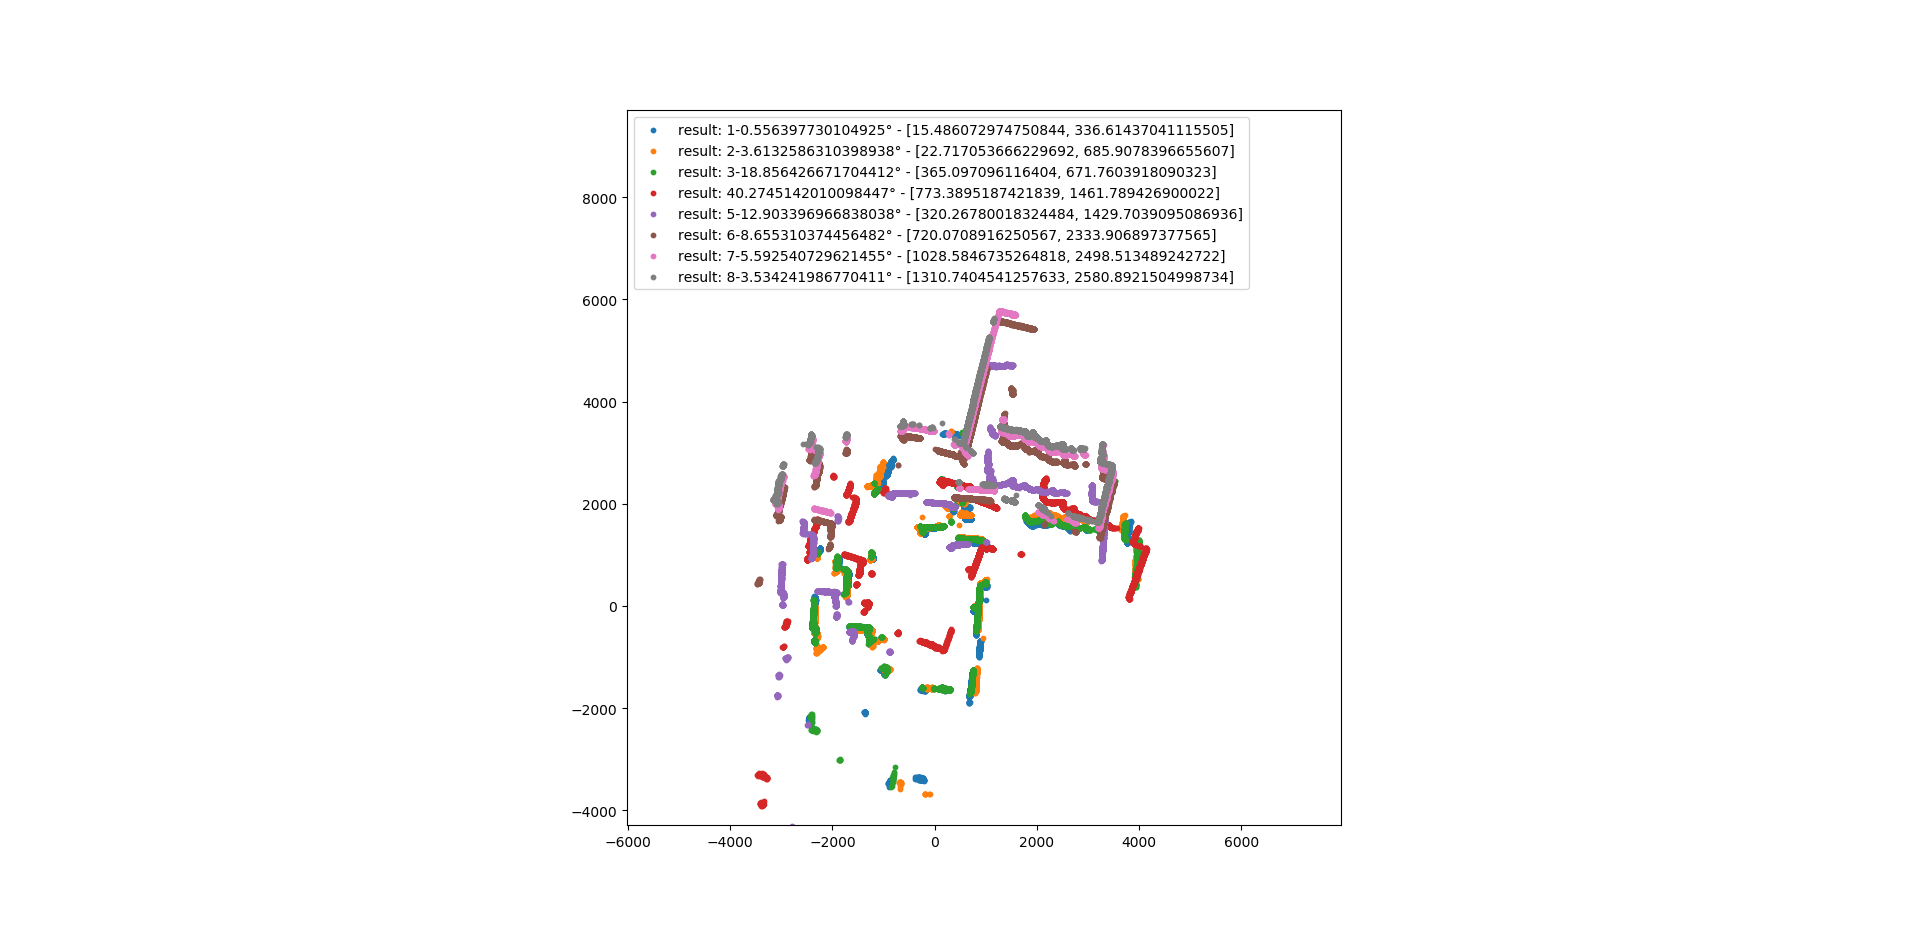 result: 1-0.556397730104925° - [15.486072974750844, 336.61437041115505]
result: 2-3.6132586310398938° - [22.717053666229692, 685.9078396655607]
result: 3-18.856426671704412° - [365.097096116404, 671.7603918090323]
result: 40.2745142010098447° - [773.3895187421839, 1461.789426900022]
result: 5-12.903396966838038° - [320.26780018324484, 1429.7039095086936]
result: 6-8.655310374456482° - [720.0708916250567, 2333.906897377565]
result: 7-5.592540729621455° - [1028.5846735264818, 2498.513489242722]
result: 8-3.534241986770411° - [1310.7404541257633, 2580.8921504998734]
8000
6000
4000
2000
0
−2000
−4000
−6000 −4000 −2000 0 2000 4000 6000